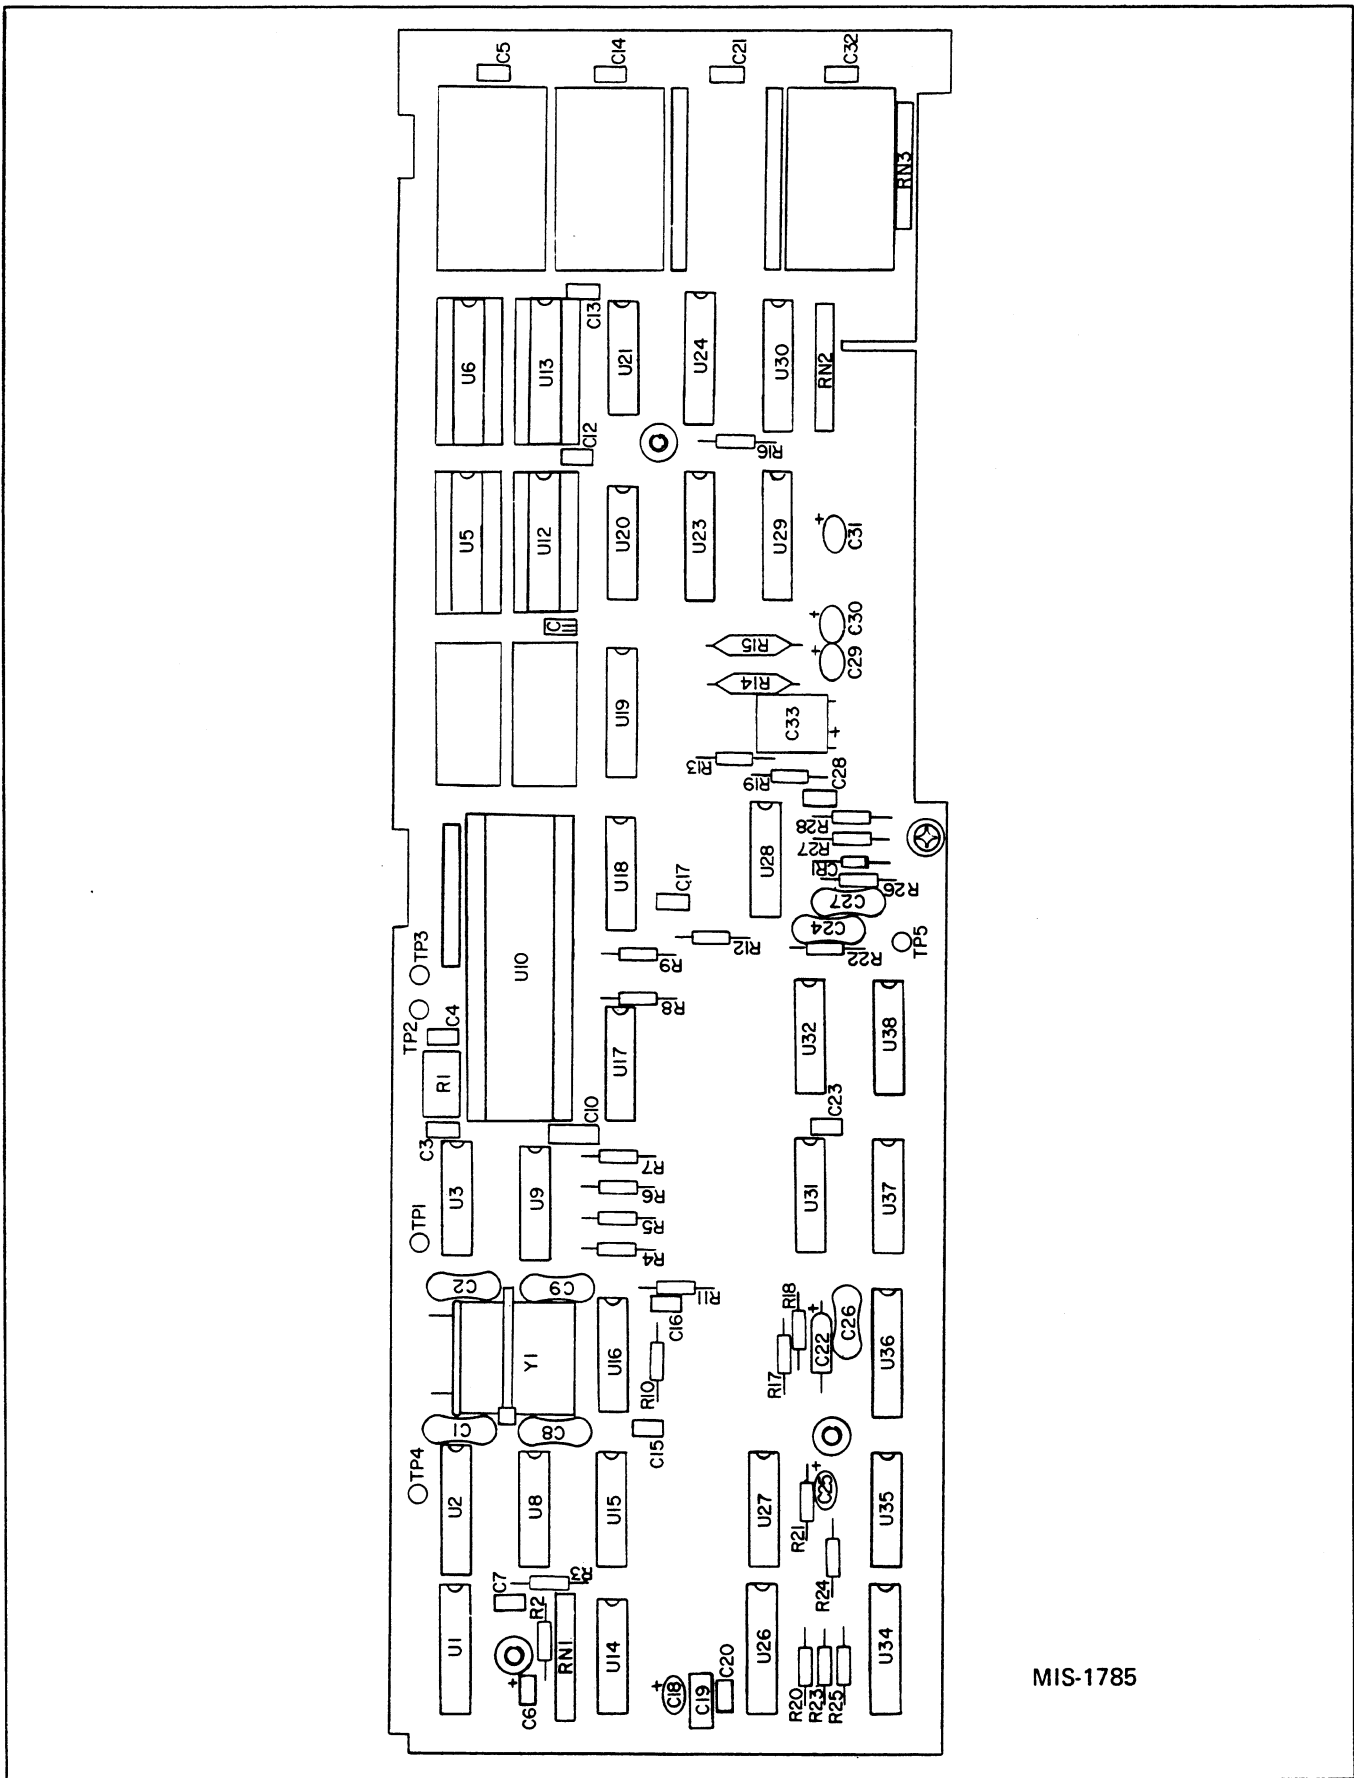 C5
C14
C21
C32
RN3
C13
U6
U13
U21
U24
U30
RN2
C12
R16
U5
U12
U20
U23
U29
C31
+
C11
C30
+
R15
C29
+
R14
U19
C33
+
R13
R19
C28
R28
U18
U28
R27
CR1
C17
R26
C27
C24
TP3
R12
R22
TP5
U10
R9
TP2
C4
R8
U32
U38
R1
U17
C10
C23
C3
R7
U3
U9
R6
U31
U37
TP1
R5
R4
C2
C9
R11
R18
C16
+
C26
Y1
U16
C22
U36
R10
R17
C1
C8
C15
TP4
+
C25
U2
U8
U15
U27
U35
R21
R3
C7
R24
R2
U1
RN1
U14
U26
U34
+
C6
+
C18
C19
C20
R20
R23
R25
MIS-1785